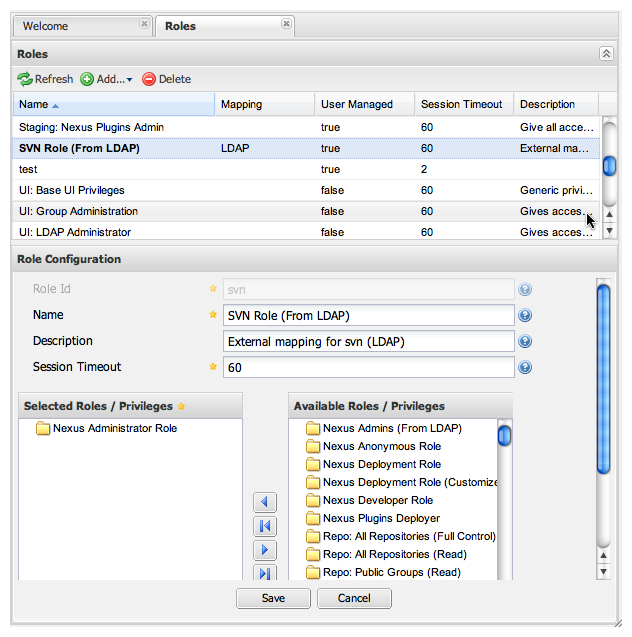 Welcome Roles
Roles
Refresh Add... Delete
Name Mapping User Managed Session Timeout Description
Staging: Nexus Plugins Admin true 60 Give all acce...
SVN Role (From LDAP) LDAP true 60 External ma...
test true 2
UI: Base UI Privileges false 60 Generic privi...
UI: Group Administration false 60 Gives acces...
UI: LDAP Administrator false 60 Gives acces...
Role Configuration
Role Id svn
Name SVN Role (From LDAP)
Description External mapping for svn (LDAP)
Session Timeout 60
Selected Roles / Privileges
Nexus Administrator Role
Available Roles / Privileges
Nexus Admins (From LDAP)
Nexus Anonymous Role
Nexus Deployment Role
Nexus Deployment Role (Customize
Nexus Developer Role
Nexus Plugins Deployer
Repo: All Repositories (Full Control)
Repo: All Repositories (Read)
Repo: Public Groups (Read)
Save Cancel